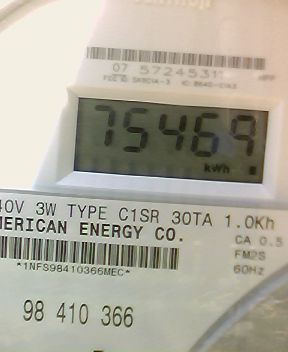 07 57245311
75469
kWh
40V 3W TYPE C1SR 30TA 1.0Kh
MERICAN ENERGY CO.
CA 0.5
*1NFS98410366MEC*
FM2S
60Hz
98 410 366